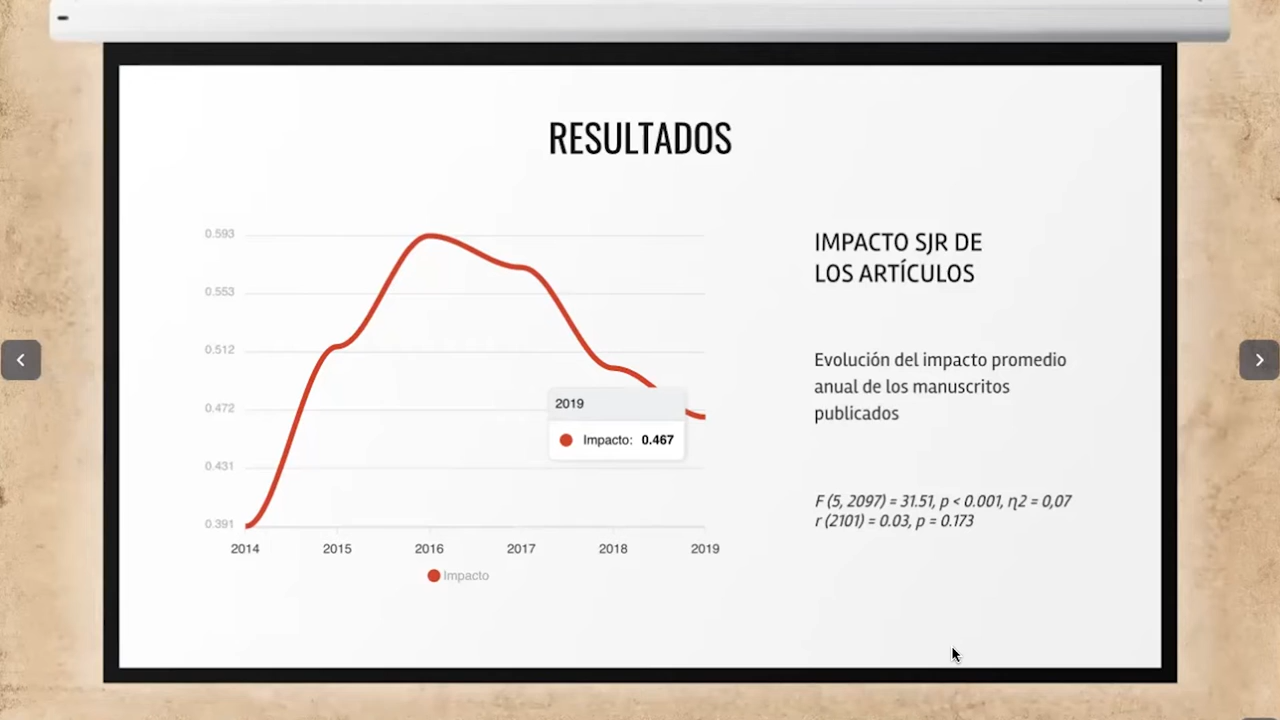 RESULTADOS
0.593
0.553
0.512
0.472
0.431
0.391
2014 2015 2016 2017 2018 2019
Impacto
2019
Impacto: 0.467
IMPACTO SJR DE
LOS ARTÍCULOS
Evolución del impacto promedio
anual de los manuscritos
publicados
F (5, 2097) = 31.51, p < 0.001, η2 = 0,07
r (2101) = 0.03, p = 0.173